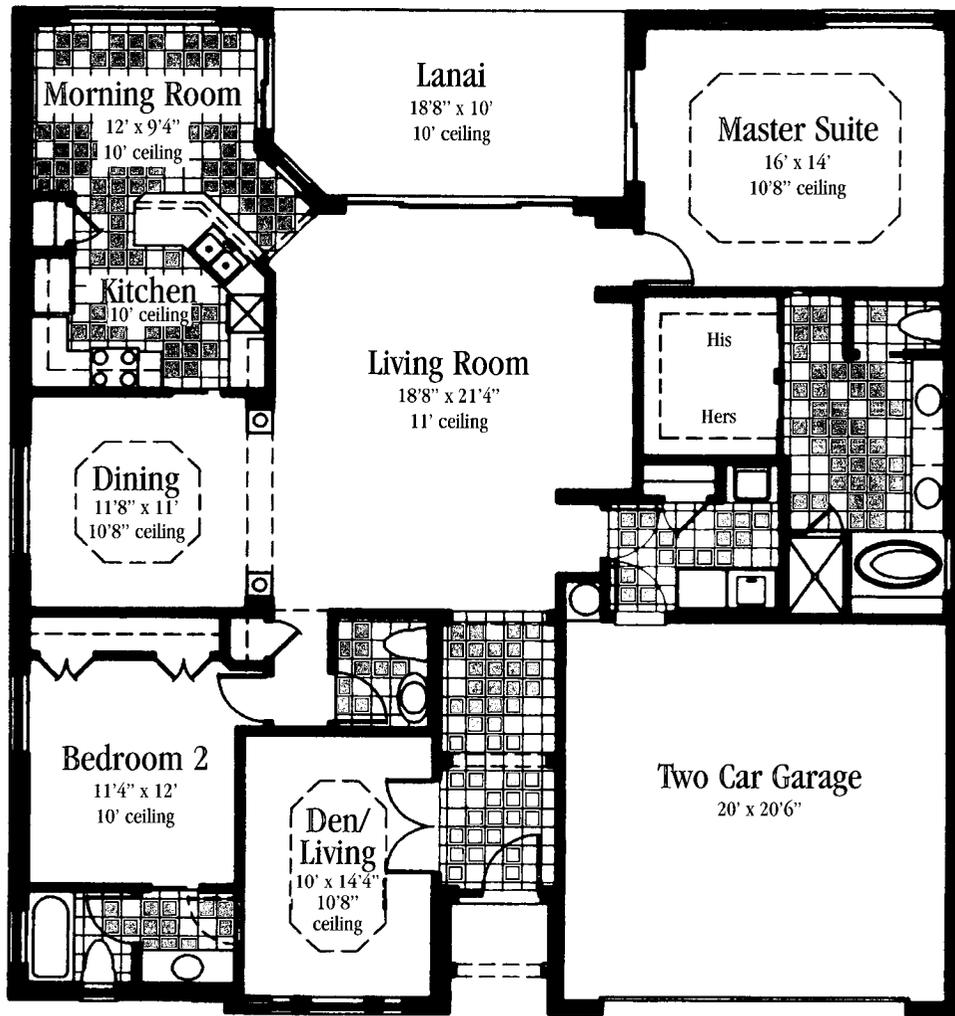 Morning Room
12' x 9'4"
10' ceiling
Lanai
18'8" x 10'
10' ceiling
Master Suite
16' x 14'
10'8" ceiling
Kitchen
10' ceiling
Living Room
18'8" x 21'4"
11' ceiling
His
Hers
Dining
11'8" x 11'
10'8" ceiling
Bedroom 2
11'4" x 12'
10' ceiling
Den/
Living
10' x 14'4"
10'8"
ceiling
Two Car Garage
20' x 20'6"